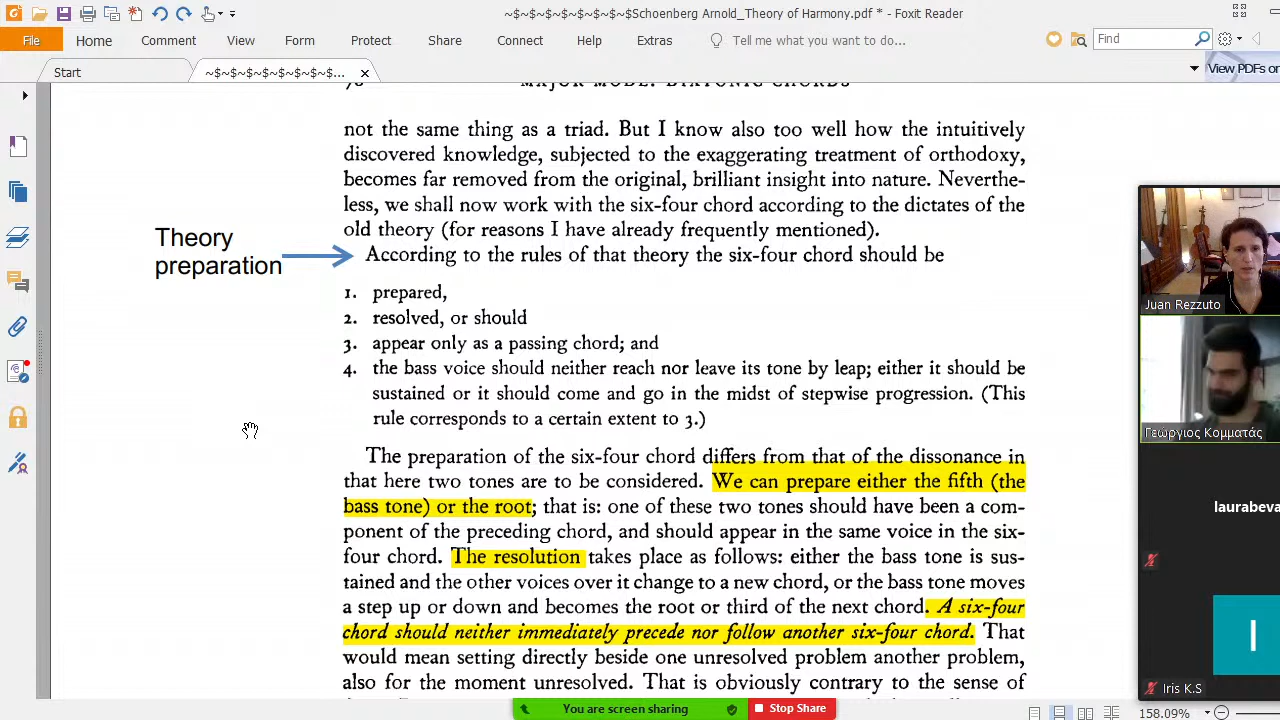 ~$~$~$~$~$~$~$~$Schoenberg Arnold_Theory of Harmony.pdf * - Foxit Reader
File Home Comment View Form Protect Share Connect Help Extras Tell me what you want to do... Find
Start ~$~$~$~$~$~$~$~$... View PDFs on
MAJOR MODE: DIATONIC CHORDS
not the same thing as a triad. But I know also too well how the intuitively
discovered knowledge, subjected to the exaggerating treatment of orthodoxy,
becomes far removed from the original, brilliant insight into nature. Neverthe-
less, we shall now work with the six-four chord according to the dictates of the
old theory (for reasons I have already frequently mentioned).
Theory
preparation
According to the rules of that theory the six-four chord should be
1. prepared,
2. resolved, or should
3. appear only as a passing chord; and
4. the bass voice should neither reach nor leave its tone by leap; either it should be
sustained or it should come and go in the midst of stepwise progression. (This
rule corresponds to a certain extent to 3.)
The preparation of the six-four chord differs from that of the dissonance in
that here two tones are to be considered. We can prepare either the fifth (the
bass tone) or the root; that is: one of these two tones should have been a com-
ponent of the preceding chord, and should appear in the same voice in the six-
four chord. The resolution takes place as follows: either the bass tone is sus-
tained and the other voices over it change to a new chord, or the bass tone moves
a step up or down and becomes the root or third of the next chord. A six-four
chord should neither immediately precede nor follow another six-four chord. That
would mean setting directly beside one unresolved problem another problem,
also for the moment unresolved. That is obviously contrary to the sense of
Juan Rezzuto
Γεώργιος Κομματάς
laurabeva
I
Iris K.S
You are screen sharing Stop Share
158.09%